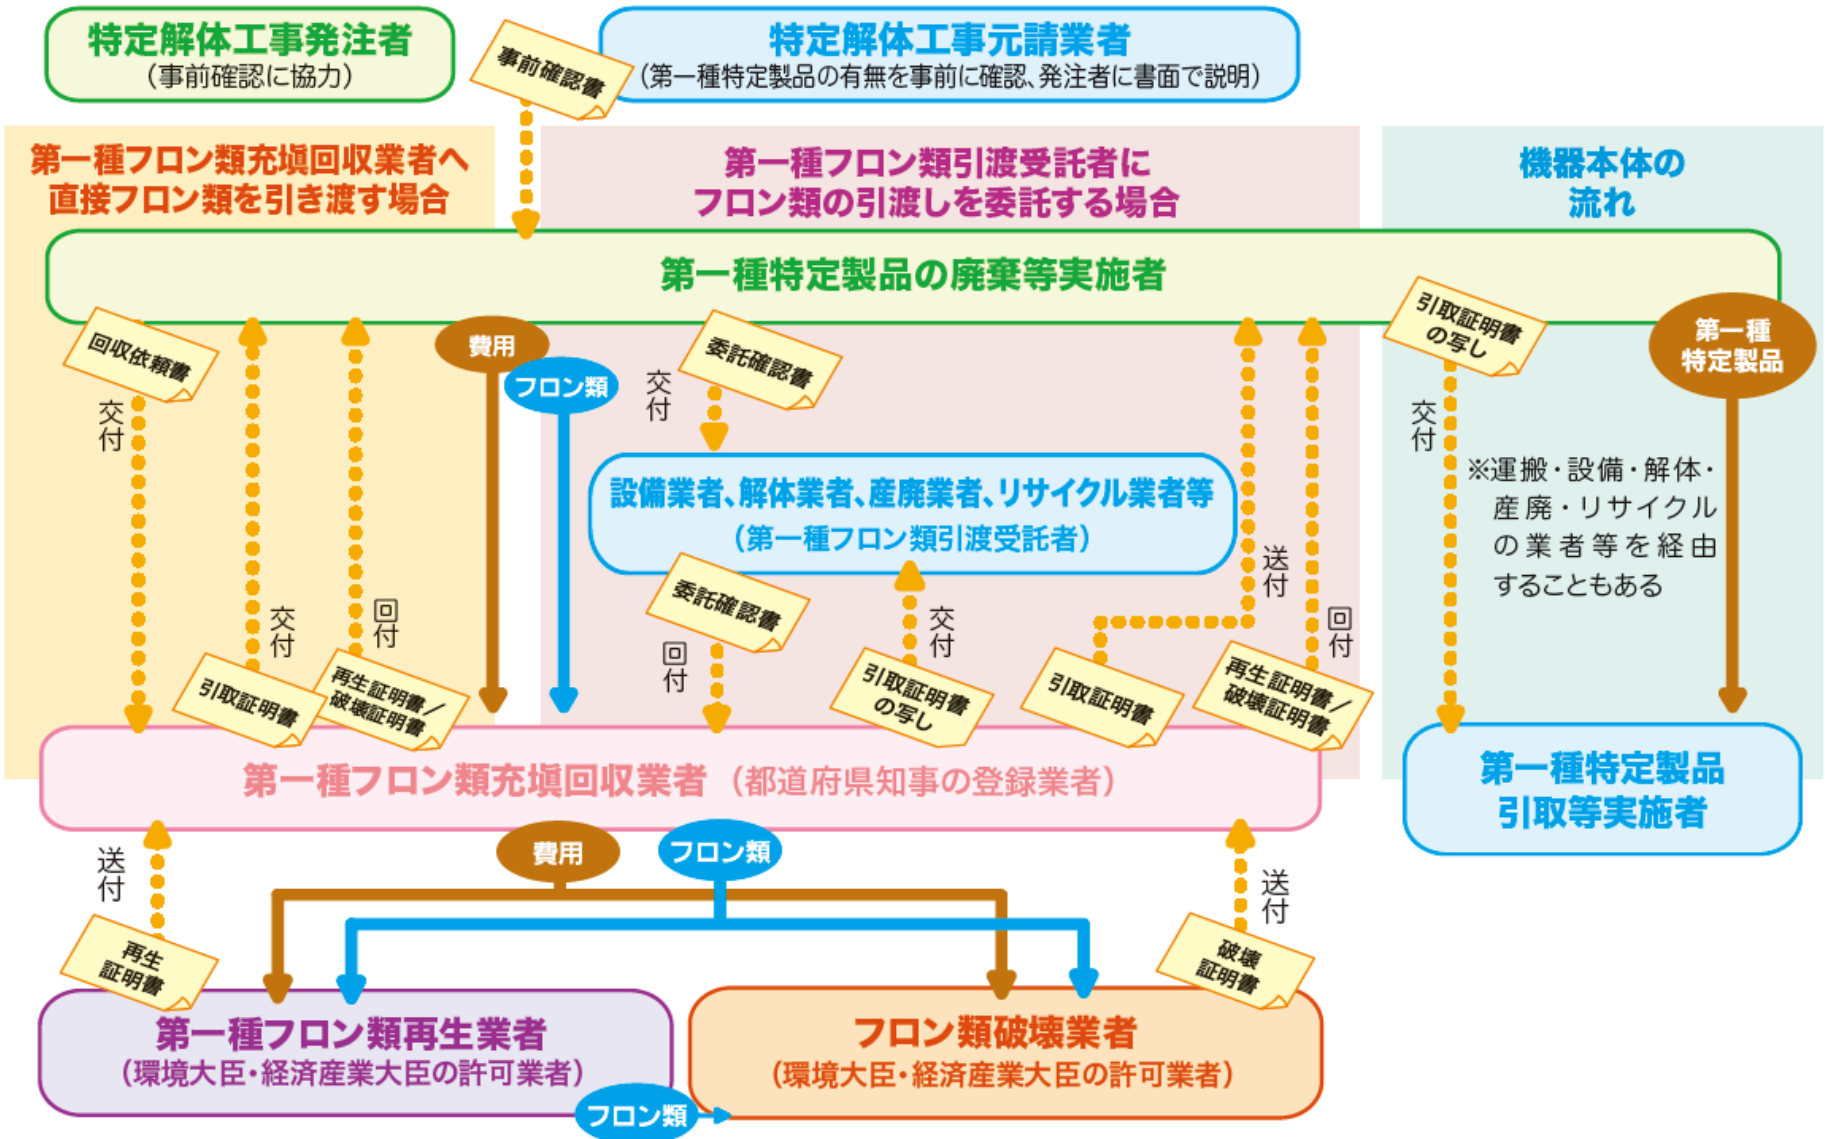 特定解体工事発注者
（事前確認に協力）
事前確認書
特定解体工事元請業者
（第一種特定製品の有無を事前に確認、発注者に書面で説明）
第一種フロン類充塡回収業者へ
直接フロン類を引き渡す場合
第一種フロン類引渡受託者に
フロン類の引渡しを委託する場合
機器本体の
流れ
第一種特定製品の廃棄等実施者
回収依頼書
交付
引取証明書
交付
再生証明書／
破壊証明書
回付
費用
フロン類
委託確認書
交付
設備業者、解体業者、産廃業者、リサイクル業者等
（第一種フロン類引渡受託者）
委託確認書
回付
引取証明書
の写し
交付
引取証明書
送付
再生証明書／
破壊証明書
回付
引取証明書
の写し
交付
第一種
特定製品
※運搬・設備・解体・
産廃・リサイクル
の業者等を経由
することもある
第一種フロン類充塡回収業者（都道府県知事の登録業者）
第一種特定製品
引取等実施者
送付
再生
証明書
費用
フロン類
送付
破壊
証明書
第一種フロン類再生業者
（環境大臣・経済産業大臣の許可業者）
フロン類
フロン類破壊業者
（環境大臣・経済産業大臣の許可業者）